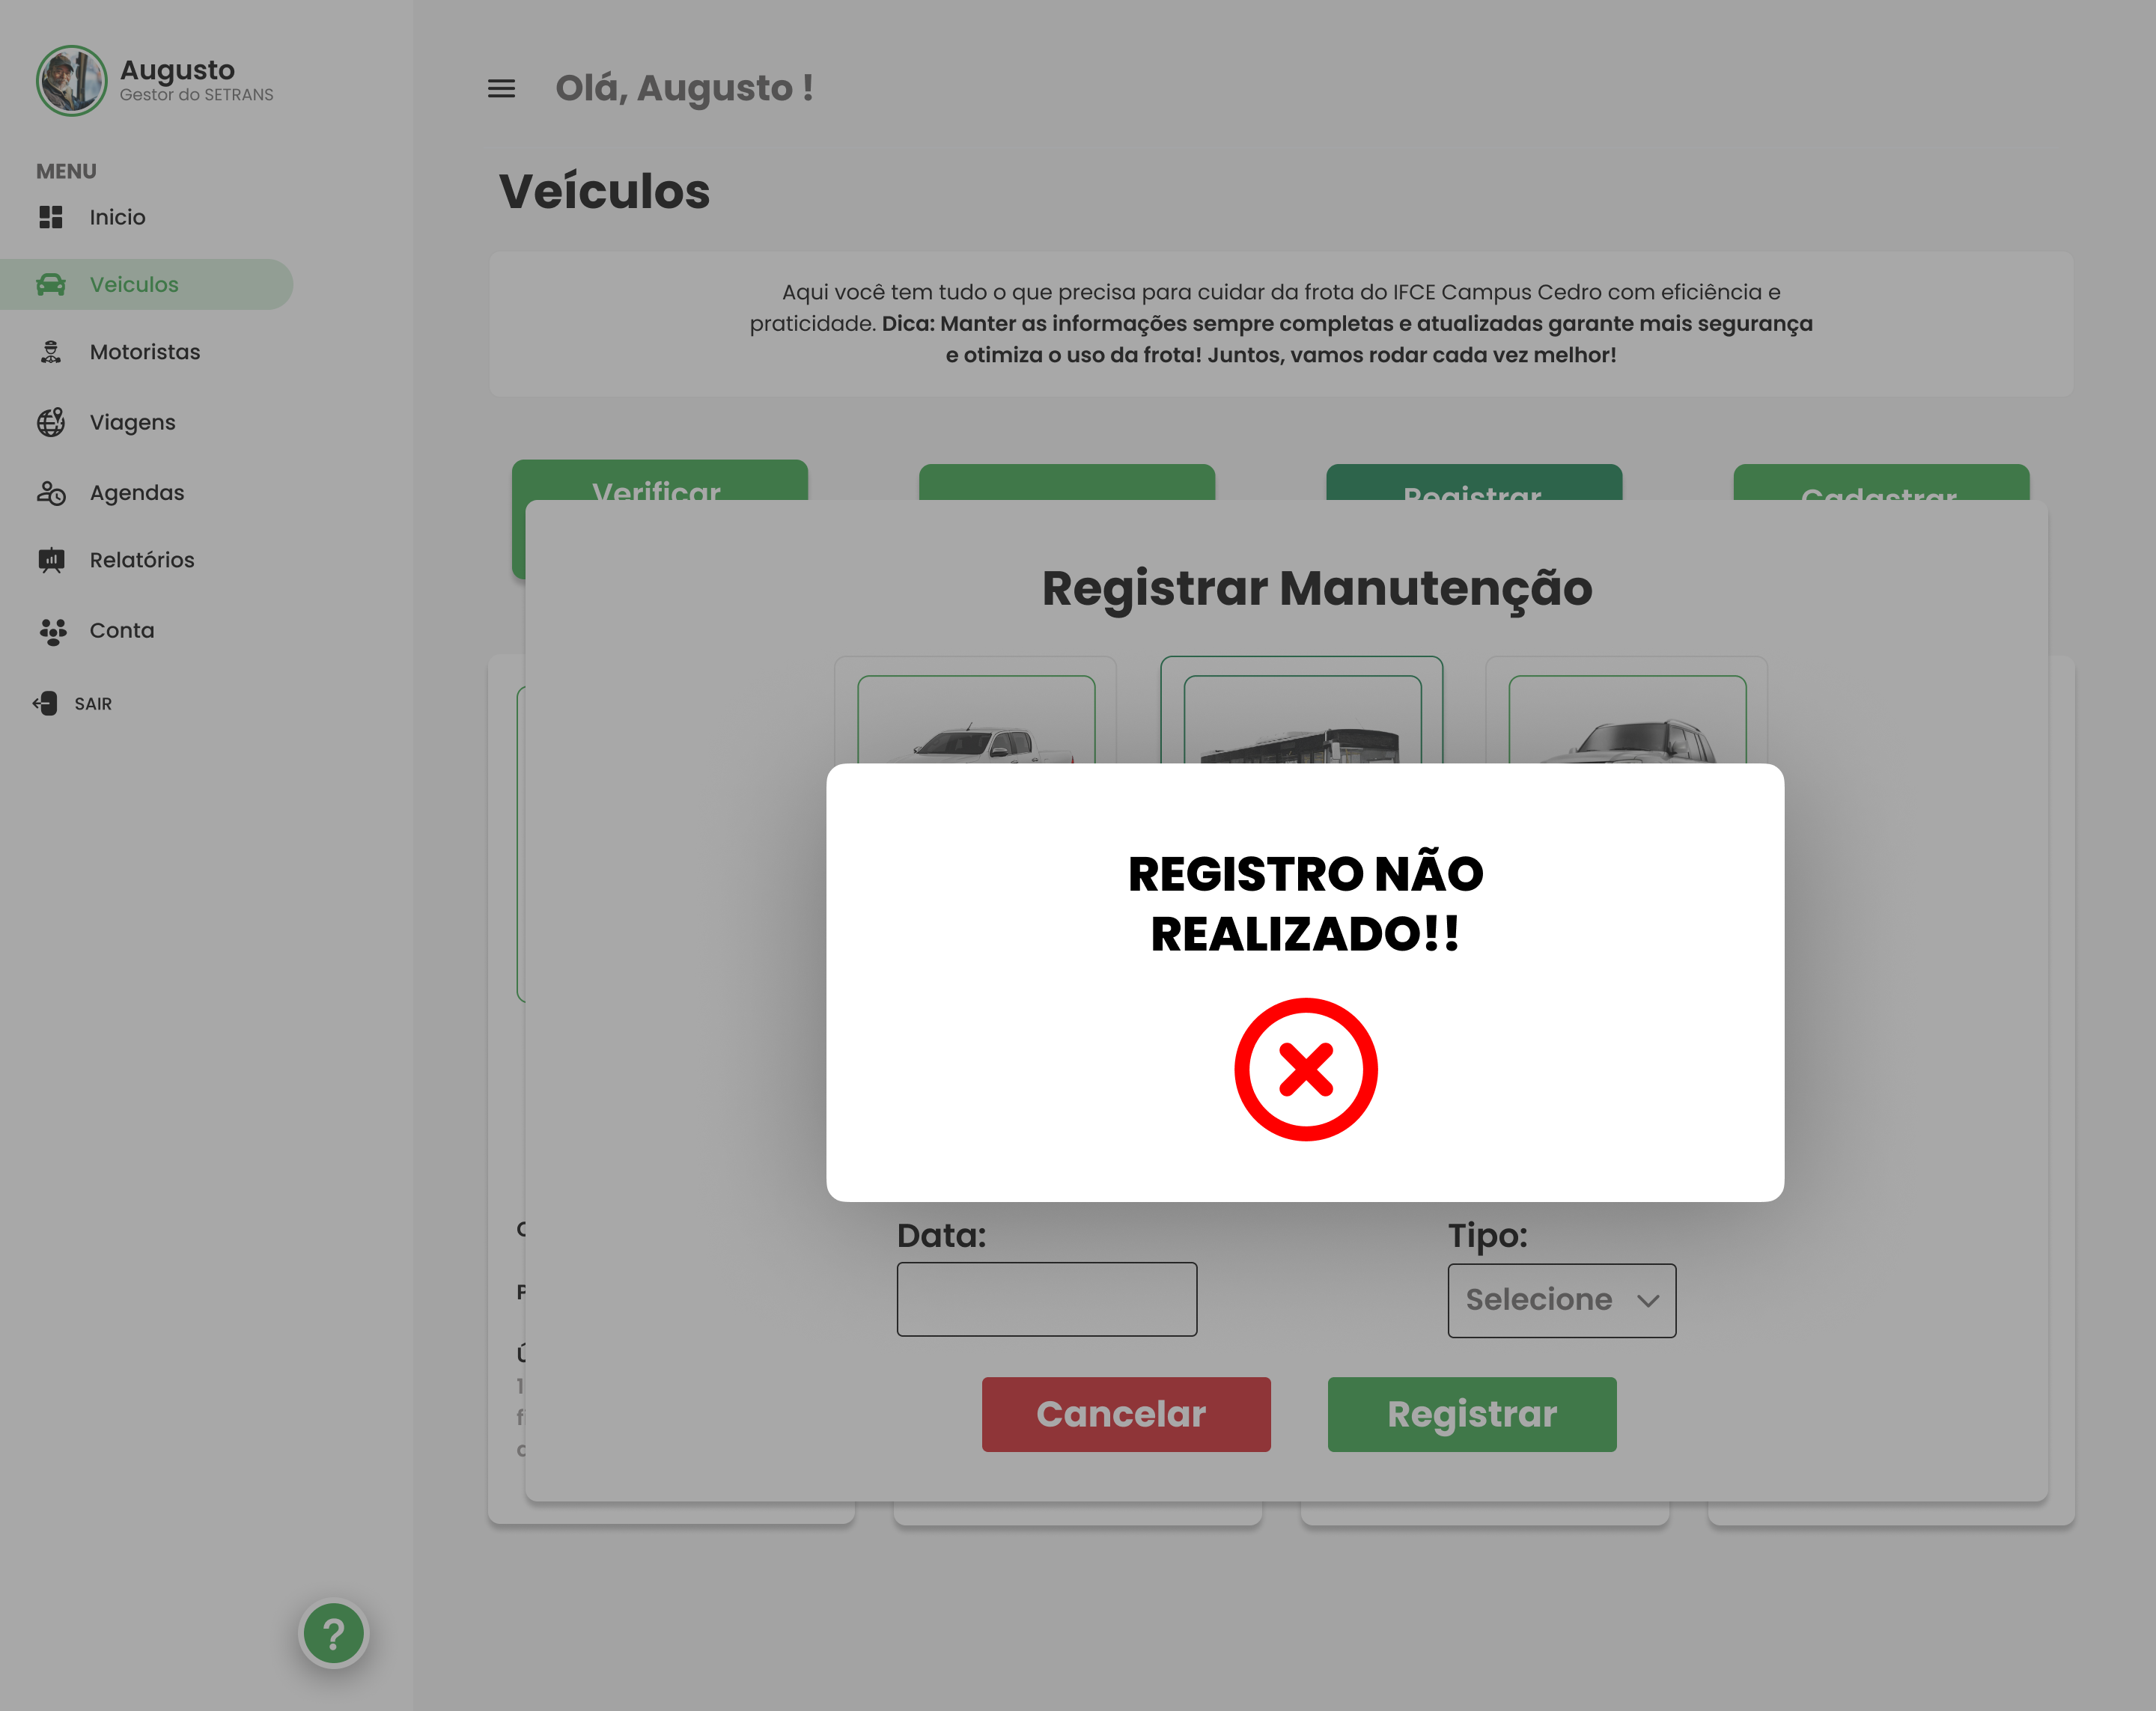 Augusto
Gestor do SETRANS
MENU
Inicio
Veiculos
Motoristas
Viagens
Agendas
Relatórios
Conta
SAIR
?
Olá, Augusto !
Veículos
Aqui você tem tudo o que precisa para cuidar da frota do IFCE Campus Cedro com eficiência e
praticidade. Dica: Manter as informações sempre completas e atualizadas garante mais segurança
e otimiza o uso da frota! Juntos, vamos rodar cada vez melhor!
Verificar
Registrar
Cadastrar
Registrar Manutenção
REGISTRO NÃO
REALIZADO!!
Data:
Tipo:
Selecione
Cancelar
Registrar